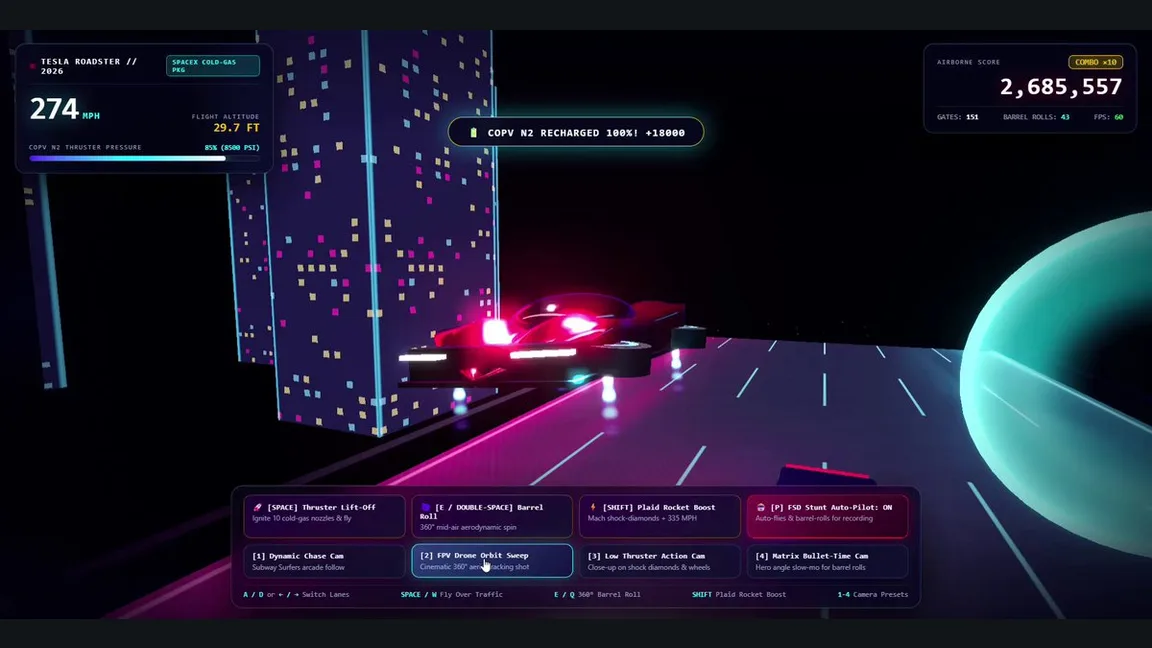 TESLA ROADSTER //
2026
SPACEX COLD-GAS
PKG
274 MPH
FLIGHT ALTITUDE
29.7 FT
COPV N2 THRUSTER PRESSURE
85% (8500 PSI)
COPV N2 RECHARGED 100%! +18000
AIRBORNE SCORE
COMBO ×10
2,685,557
GATES: 151
BARREL ROLLS: 43
FPS: 60
[SPACE] Thruster Lift-Off
Ignite 10 cold-gas nozzles & fly
[E / DOUBLE-SPACE] Barrel
Roll
360° mid-air aerodynamic spin
[SHIFT] Plaid Rocket Boost
Mach shock-diamonds + 335 MPH
[P] FSD Stunt Auto-Pilot: ON
Auto-flies & barrel-rolls for recording
[1] Dynamic Chase Cam
Subway Surfers arcade follow
[2] FPV Drone Orbit Sweep
Cinematic 360° tracking shot
[3] Low Thruster Action Cam
Close-up on shock diamonds & wheels
[4] Matrix Bullet-Time Cam
Hero angle slow-mo for barrel rolls
A / D or ← / → Switch Lanes
SPACE / W Fly Over Traffic
E / Q 360° Barrel Roll
SHIFT Plaid Rocket Boost
1-4 Camera Presets